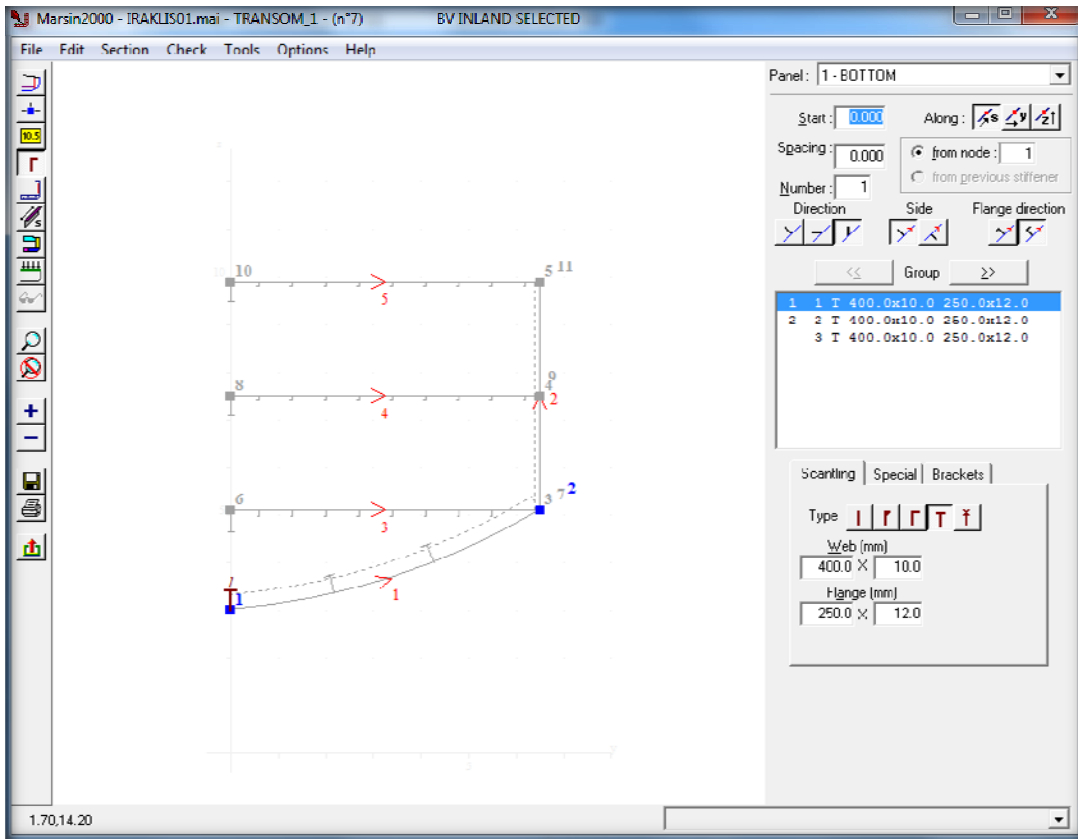 Marsin2000 - IRAKLIS01.mai - TRANSOM_1 - (n°7) BV INLAND SELECTED
File Edit Section Check Tools Options Help
Panel : 1 - BOTTOM
Start : 0.000 Along : s y z
Spacing : 0.000 from node : 1
from previous stiffener
Number : 1
Direction Side Flange direction
<< Group >>
1 1 T 400.0x10.0 250.0x12.0
2 2 T 400.0x10.0 250.0x12.0
3 T 400.0x10.0 250.0x12.0
Scantling Special Brackets
Type
Web (mm)
400.0 X 10.0
Flange (mm)
250.0 X 12.0
10.5
s
10 10 5 11
5
8 9
4 2
4
6 3 7 2
3
1
1
1
1.70,14.20